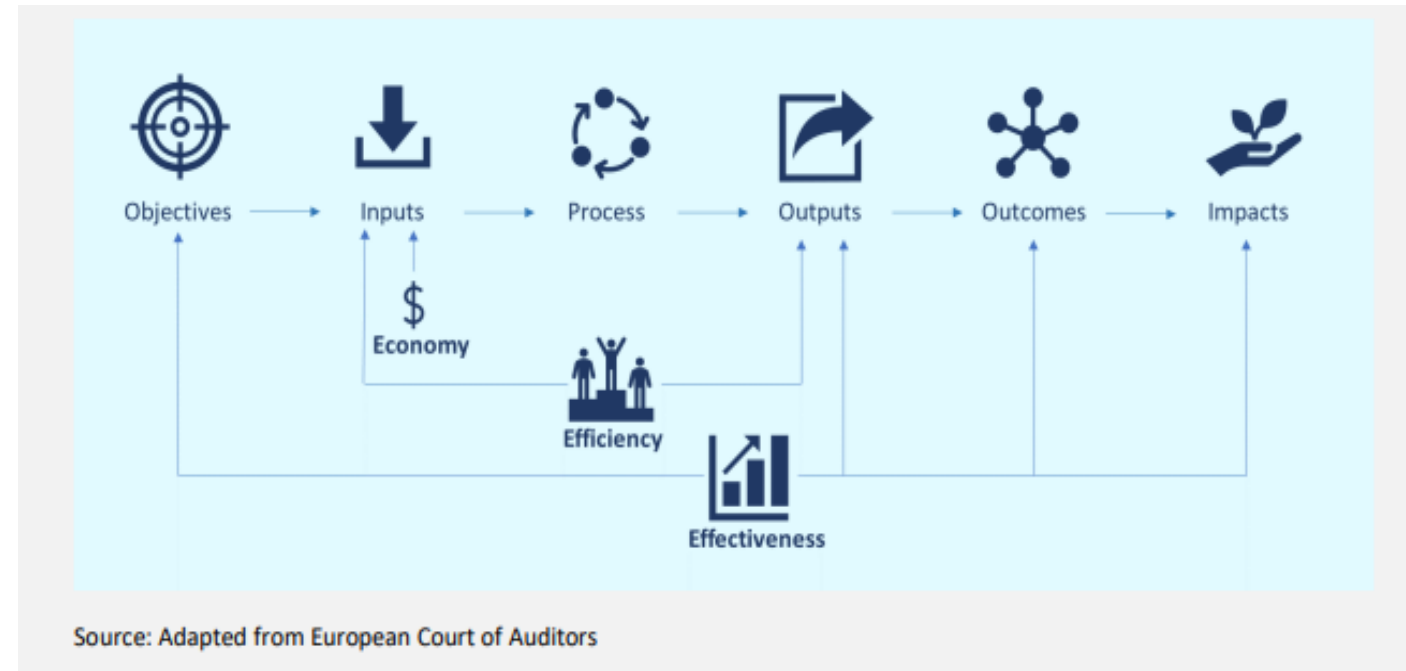 Objectives Inputs Process Outputs Outcomes Impacts
$
Economy
Efficiency
Effectiveness
Source: Adapted from European Court of Auditors